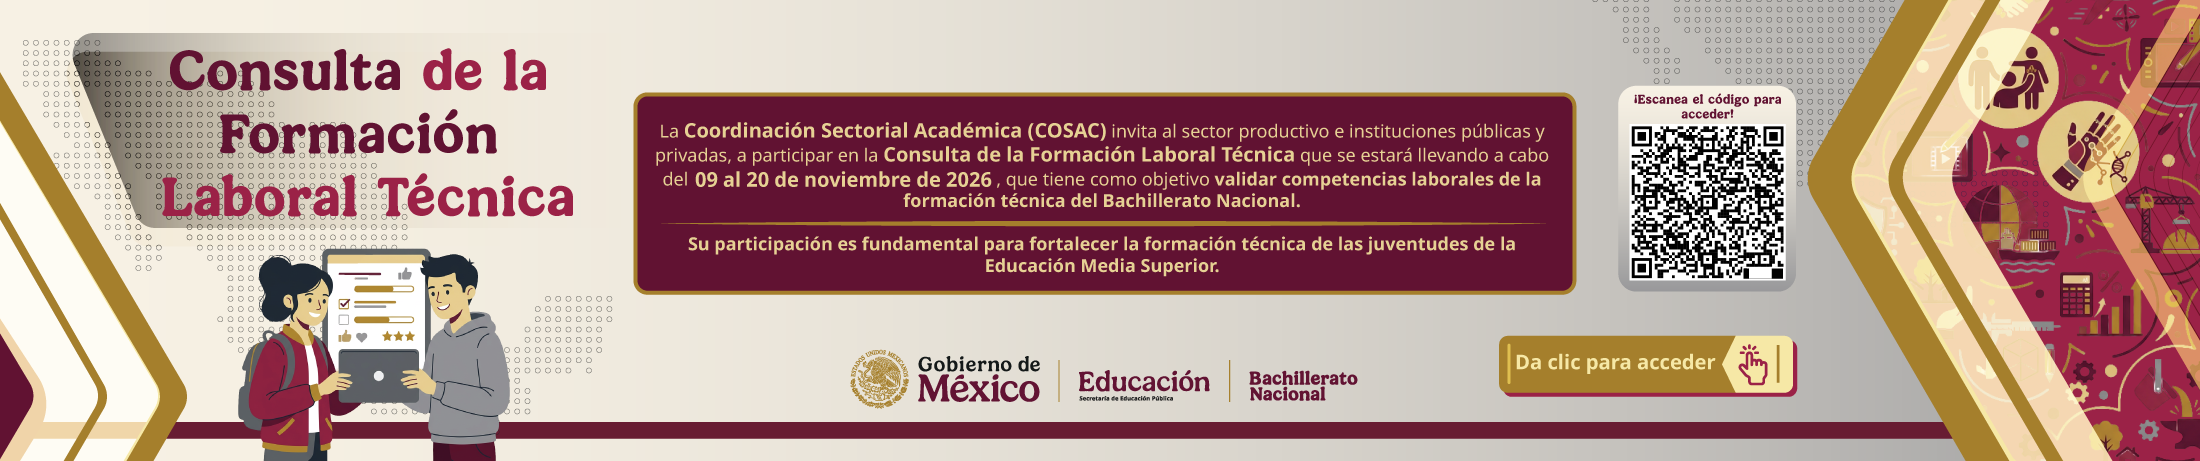 Consulta de la
Formación
Laboral Técnica
La Coordinación Sectorial Académica (COSAC) invita al sector productivo e instituciones públicas y
privadas, a participar en la Consulta de la Formación Laboral Técnica que se estará llevando a cabo
del 09 al 20 de noviembre de 2026 , que tiene como objetivo validar competencias laborales de la
formación técnica del Bachillerato Nacional.
Su participación es fundamental para fortalecer la formación técnica de las juventudes de la
Educación Media Superior.
¡Escanea el código para
acceder!
Da clic para acceder
ESTADOS UNIDOS MEXICANOS
Gobierno de
México
Educación
Secretaría de Educación Pública
Bachillerato
Nacional